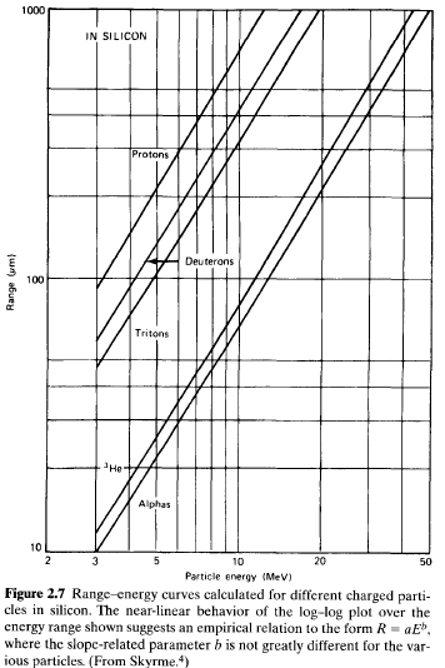 1000
IN SILICON
Protons
Deuterons
100
Range (μm)
Tritons
³He
Alphas
10
2 3 5 10 20 50
Particle energy (MeV)
Figure 2.7 Range–energy curves calculated for different charged parti-
cles in silicon. The near-linear behavior of the log–log plot over the
energy range shown suggests an empirical relation to the form R = aEᵇ,
where the slope-related parameter b is not greatly different for the var-
ious particles. (From Skyrme.⁴)